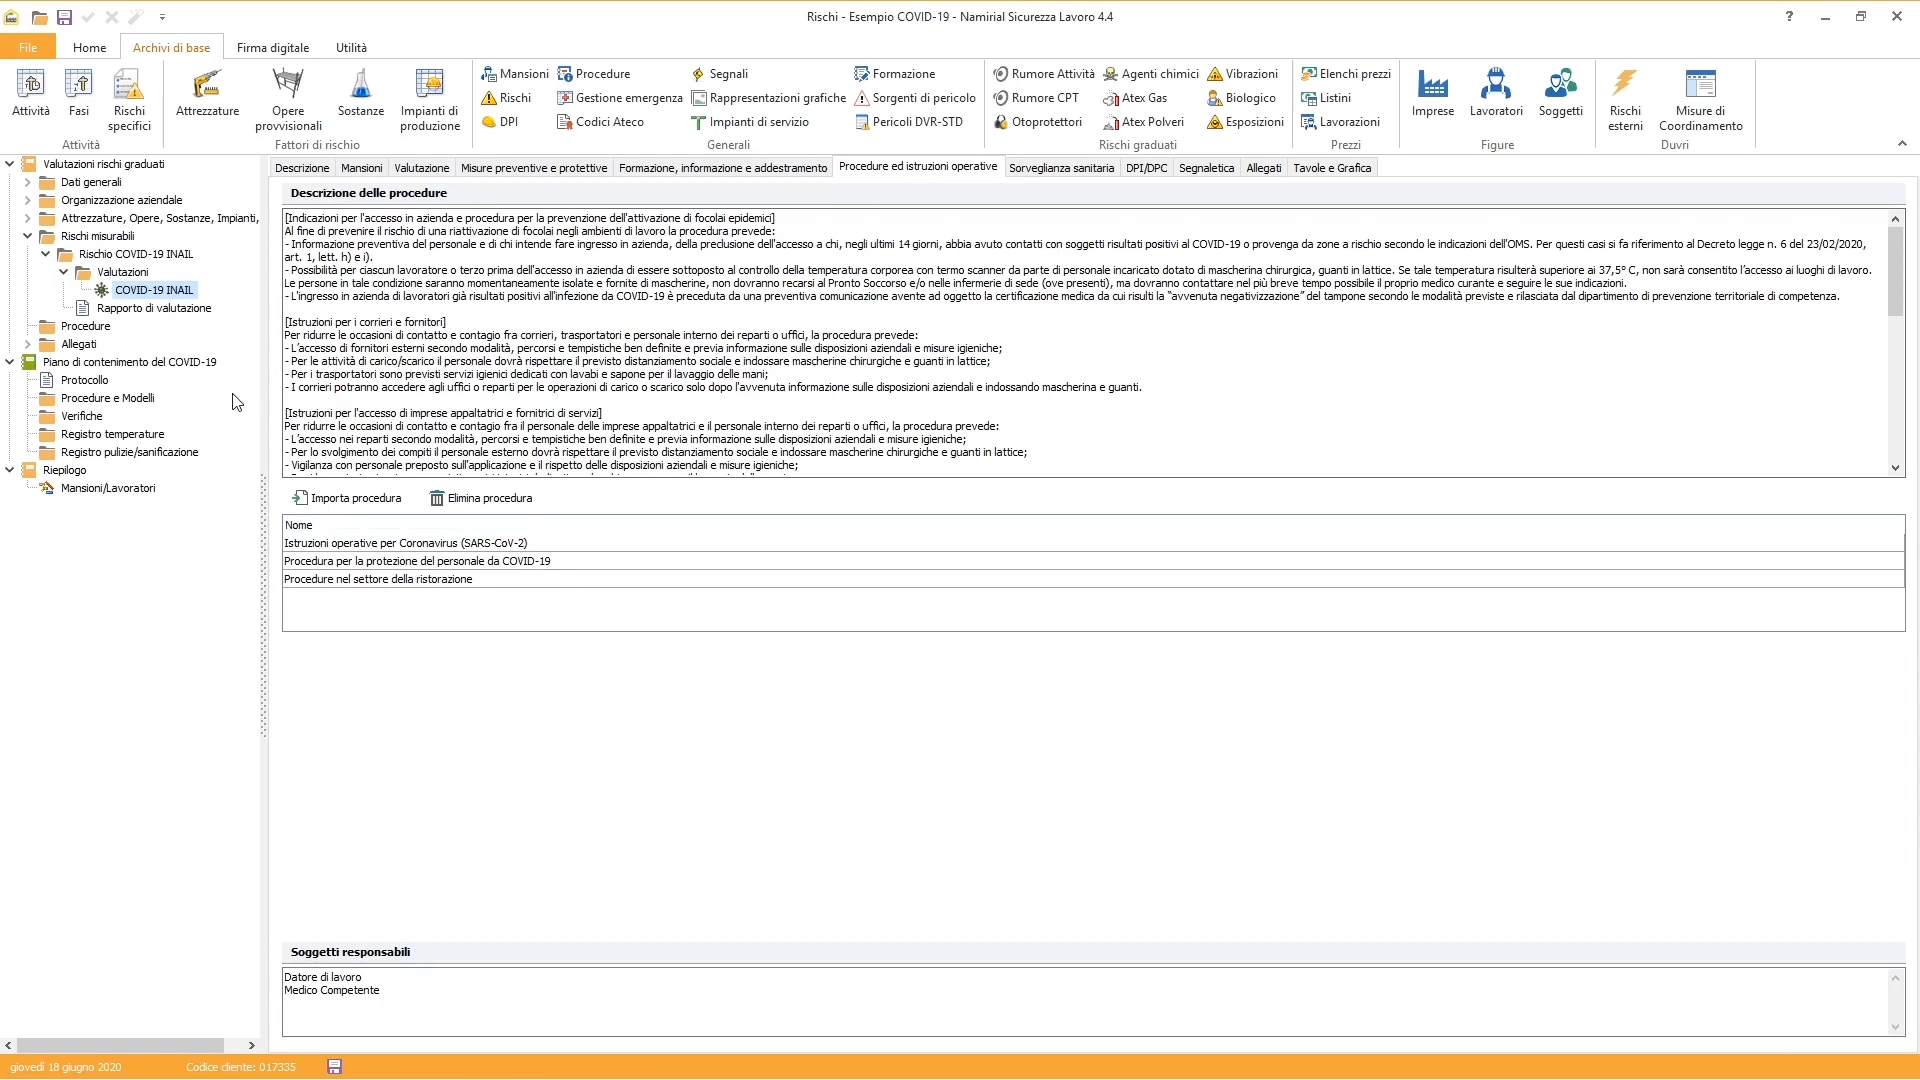 Rischi - Esempio COVID-19 - Namirial Sicurezza Lavoro 4.4
File Home Archivi di base Firma digitale Utilità
Attività Fasi Rischi specifici
Attività
Attrezzature Opere provvisionali Sostanze Impianti di produzione
Fattori di rischio
Mansioni Procedure Segnali Formazione
Rischi Gestione emergenza Rappresentazioni grafiche Sorgenti di pericolo
DPI Codici Ateco Impianti di servizio Pericoli DVR-STD
Generali
Rumore Attività Agenti chimici Vibrazioni
Rumore CPT Atex Gas Biologico
Otoprotettori Atex Polveri Esposizioni
Rischi graduati
Elenchi prezzi
Listini
Lavorazioni
Prezzi
Imprese Lavoratori Soggetti
Figure
Rischi esterni Misure di Coordinamento
Duvri
Valutazioni rischi graduati
Dati generali
Organizzazione aziendale
Attrezzature, Opere, Sostanze, Impianti,
Rischi misurabili
Rischio COVID-19 INAIL
Valutazioni
COVID-19 INAIL
Rapporto di valutazione
Procedure
Allegati
Piano di contenimento del COVID-19
Protocollo
Procedure e Modelli
Verifiche
Registro temperature
Registro pulizie/sanificazione
Riepilogo
Mansioni/Lavoratori
Descrizione Mansioni Valutazione Misure preventive e protettive Formazione, informazione e addestramento Procedure ed istruzioni operative Sorveglianza sanitaria DPI/DPC Segnaletica Allegati Tavole e Grafica
Descrizione delle procedure
[Indicazioni per l'accesso in azienda e procedura per la prevenzione dell'attivazione di focolai epidemici]
Al fine di prevenire il rischio di una riattivazione di focolai negli ambienti di lavoro la procedura prevede:
- Informazione preventiva del personale e di chi intende fare ingresso in azienda, della preclusione dell'accesso a chi, negli ultimi 14 giorni, abbia avuto contatti con soggetti risultati positivi al COVID-19 o provenga da zone a rischio secondo le indicazioni dell'OMS. Per questi casi si fa riferimento al Decreto legge n. 6 del 23/02/2020,
art. 1, lett. h) e i).
- Possibilità per ciascun lavoratore o terzo prima dell'accesso in azienda di essere sottoposto al controllo della temperatura corporea con termo scanner da parte di personale incaricato dotato di mascherina chirurgica, guanti in lattice. Se tale temperatura risulterà superiore ai 37,5° C, non sarà consentito l'accesso ai luoghi di lavoro.
Le persone in tale condizione saranno momentaneamente isolate e fornite di mascherine, non dovranno recarsi al Pronto Soccorso e/o nelle infermerie di sede (ove presenti), ma dovranno contattare nel più breve tempo possibile il proprio medico curante e seguire le sue indicazioni.
- L'ingresso in azienda di lavoratori già risultati positivi all'infezione da COVID-19 è preceduta da una preventiva comunicazione avente ad oggetto la certificazione medica da cui risulti la “avvenuta negativizzazione” del tampone secondo le modalità previste e rilasciata dal dipartimento di prevenzione territoriale di competenza.
[Istruzioni per i corrieri e fornitori]
Per ridurre le occasioni di contatto e contagio fra corrieri, trasportatori e personale interno dei reparti o uffici, la procedura prevede:
- L'accesso di fornitori esterni secondo modalità, percorsi e tempistiche ben definite e previa informazione sulle disposizioni aziendali e misure igieniche;
- Per le attività di carico/scarico il personale dovrà rispettare il previsto distanziamento sociale e indossare mascherine chirurgiche e guanti in lattice;
- Per i trasportatori sono previsti servizi igienici dedicati con lavabi e sapone per il lavaggio delle mani;
- I corrieri potranno accedere agli uffici o reparti per le operazioni di carico o scarico solo dopo l'avvenuta informazione sulle disposizioni aziendali e indossando mascherina e guanti.
[Istruzioni per l'accesso di imprese appaltatrici e fornitrici di servizi]
Per ridurre le occasioni di contatto e contagio fra il personale delle imprese appaltatrici e il personale interno dei reparti o uffici, la procedura prevede:
- L'accesso nei reparti secondo modalità, percorsi e tempistiche ben definite e previa informazione sulle disposizioni aziendali e misure igieniche;
- Per lo svolgimento dei compiti il personale esterno dovrà rispettare il previsto distanziamento sociale e indossare mascherine chirurgiche e guanti in lattice;
- Vigilanza con personale preposto sull'applicazione e il rispetto delle disposizioni aziendali e misure igieniche;
Importa procedura Elimina procedura
Nome
Istruzioni operative per Coronavirus (SARS-CoV-2)
Procedura per la protezione del personale da COVID-19
Procedure nel settore della ristorazione
Soggetti responsabili
Datore di lavoro
Medico Competente
giovedì 18 giugno 2020 Codice cliente: 017335